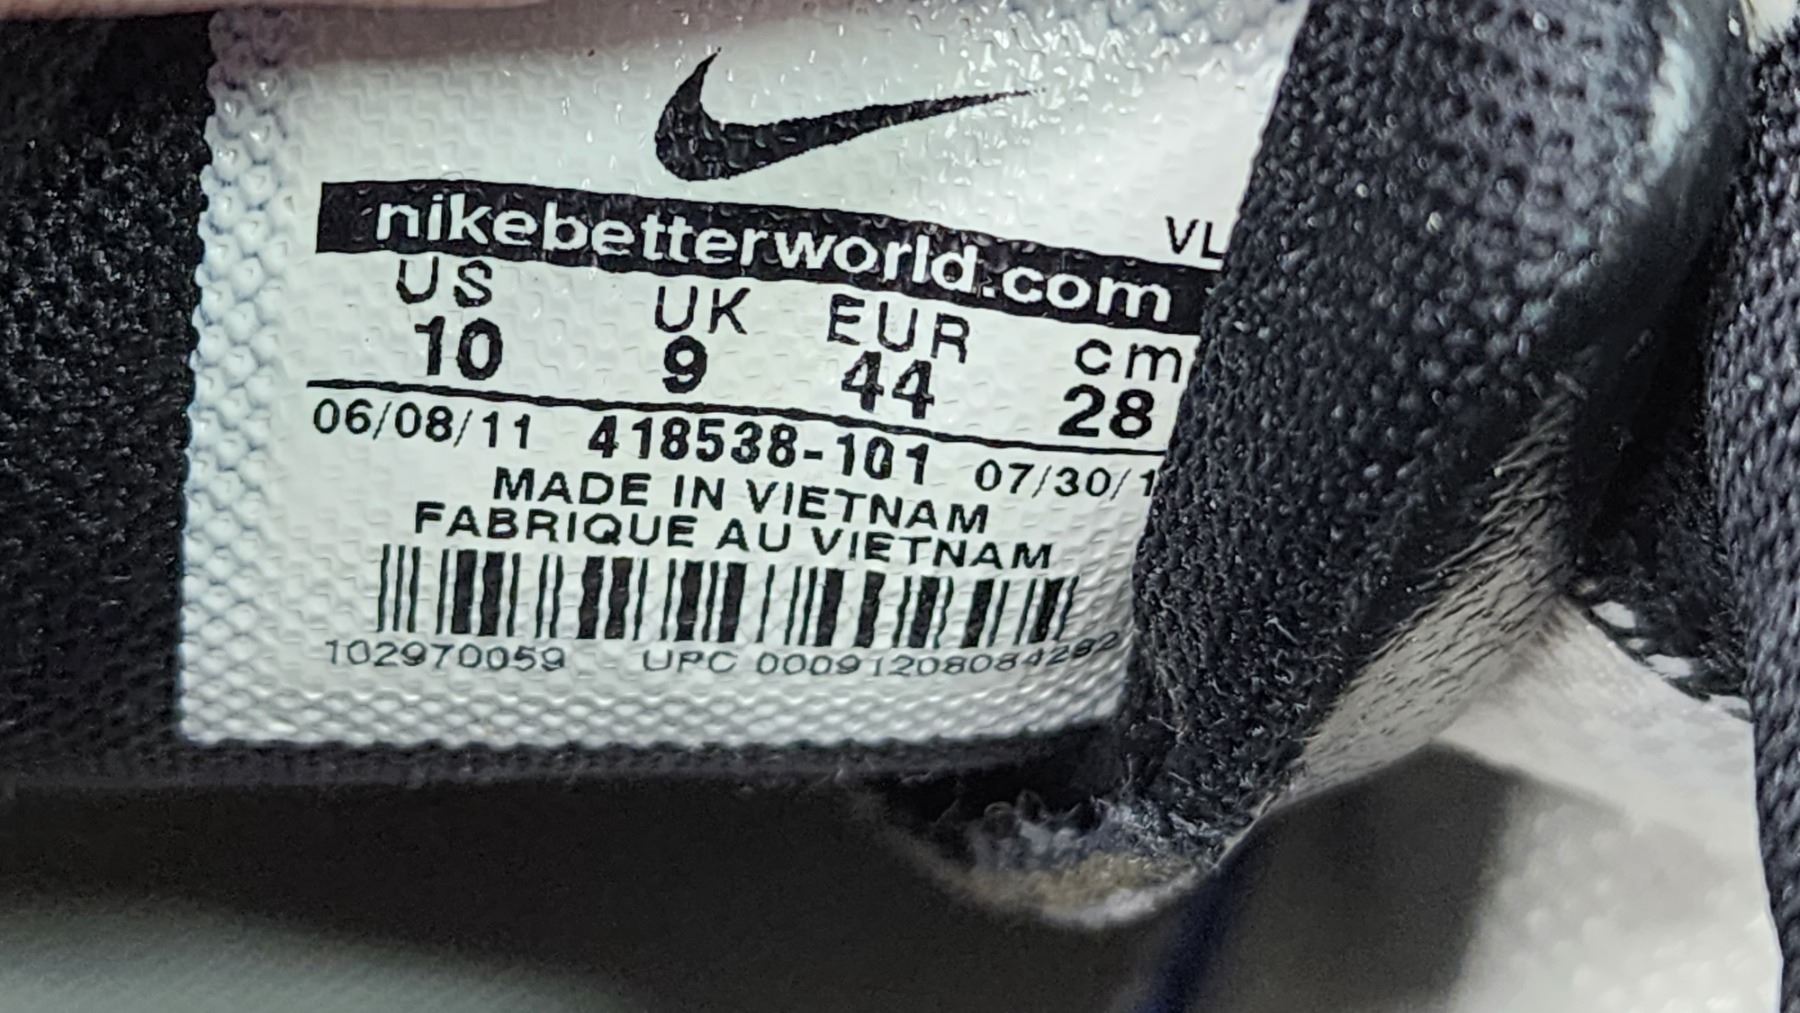 VL
nikebetterworld.com
US UK EUR cm
10 9 44 28
06/08/11 418538-101 07/30/1
MADE IN VIETNAM
FABRIQUE AU VIETNAM
102970059 UPC 00091208084282